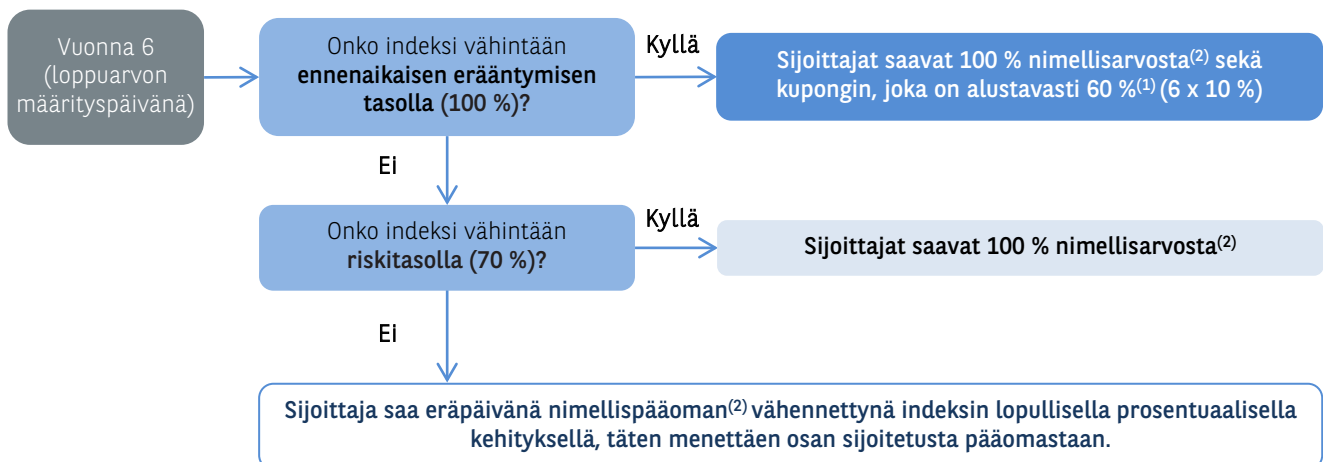 Vuonna 6
(loppuarvon
määrityspäivänä)
Onko indeksi vähintään
ennenaikaisen erääntymisen
tasolla (100 %)?
Kyllä
Sijoittajat saavat 100 % nimellisarvosta(2) sekä
kupongin, joka on alustavasti 60 %(1) (6 x 10 %)
Ei
Onko indeksi vähintään
riskitasolla (70 %)?
Kyllä
Sijoittajat saavat 100 % nimellisarvosta(2)
Ei
Sijoittaja saa eräpäivänä nimellispääoman(2) vähennettynä indeksin lopullisella prosentuaalisella
kehityksellä, täten menettäen osan sijoitetusta pääomastaan.